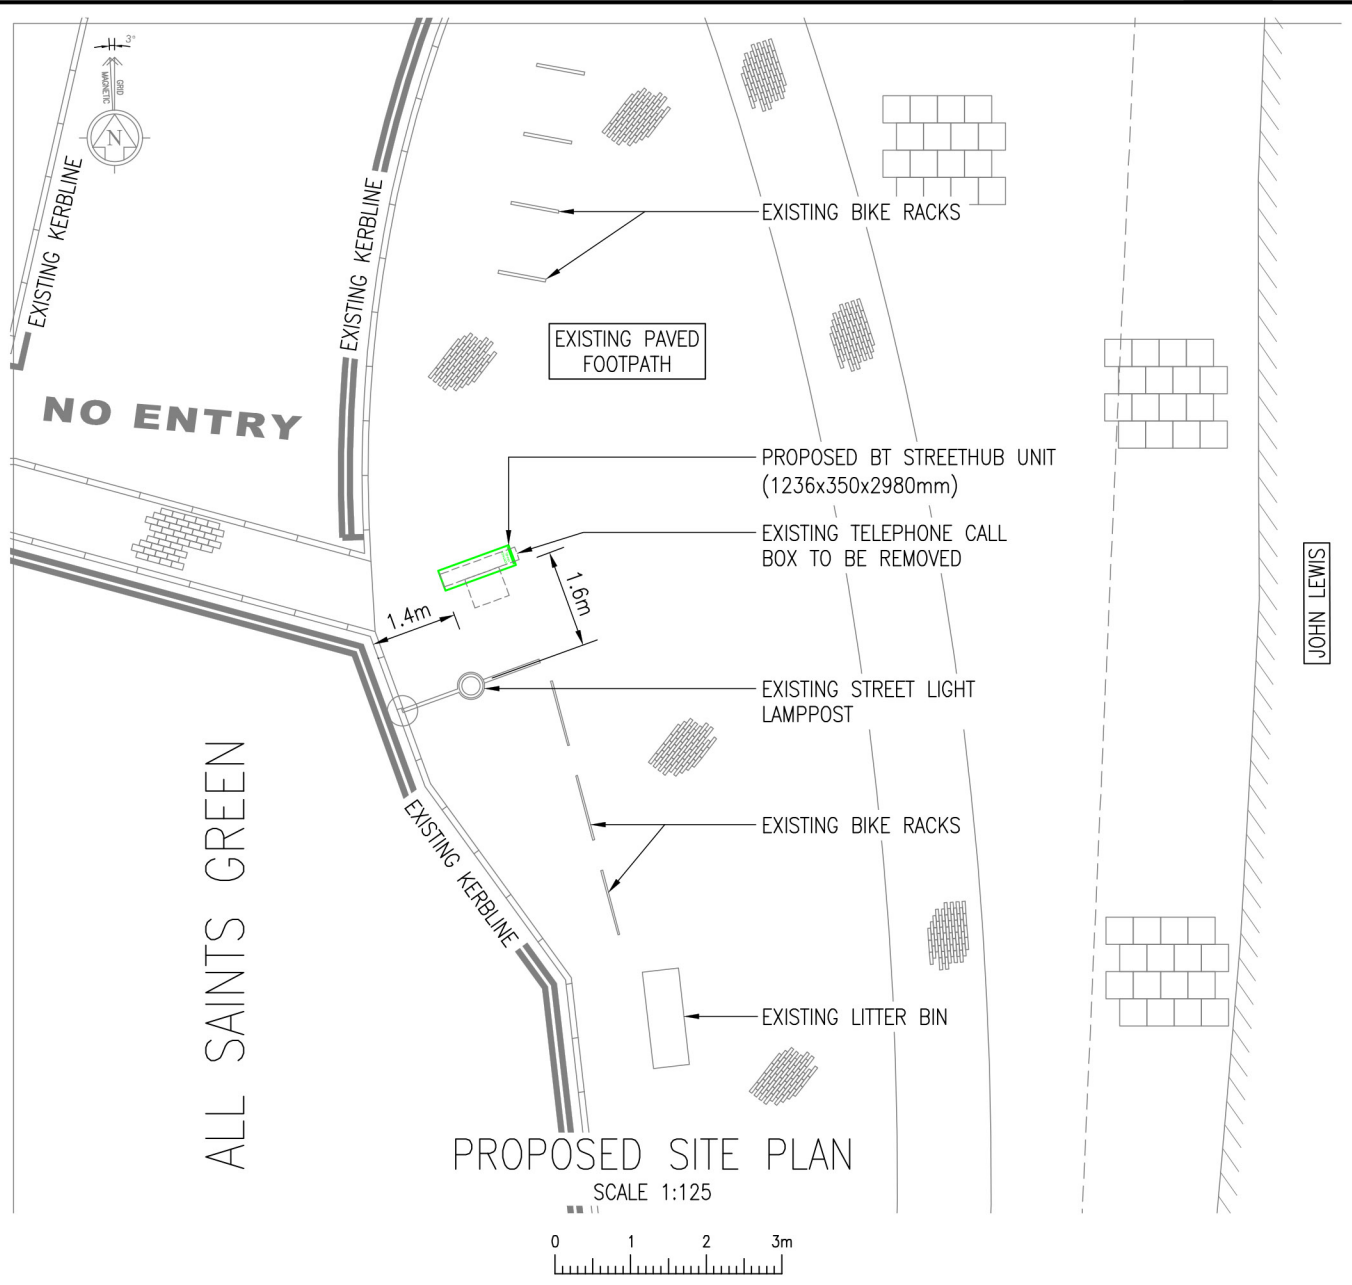 3°
MAGNETIC
GRID
N
EXISTING KERBLINE
EXISTING KERBLINE
EXISTING BIKE RACKS
EXISTING PAVED
FOOTPATH
NO ENTRY
PROPOSED BT STREETHUB UNIT
(1236x350x2980mm)
EXISTING TELEPHONE CALL
BOX TO BE REMOVED
1.6m
1.4m
JOHN LEWIS
EXISTING STREET LIGHT
LAMPPOST
ALL SAINTS GREEN
EXISTING KERBLINE
EXISTING BIKE RACKS
EXISTING LITTER BIN
PROPOSED SITE PLAN
SCALE 1:125
0 1 2 3m